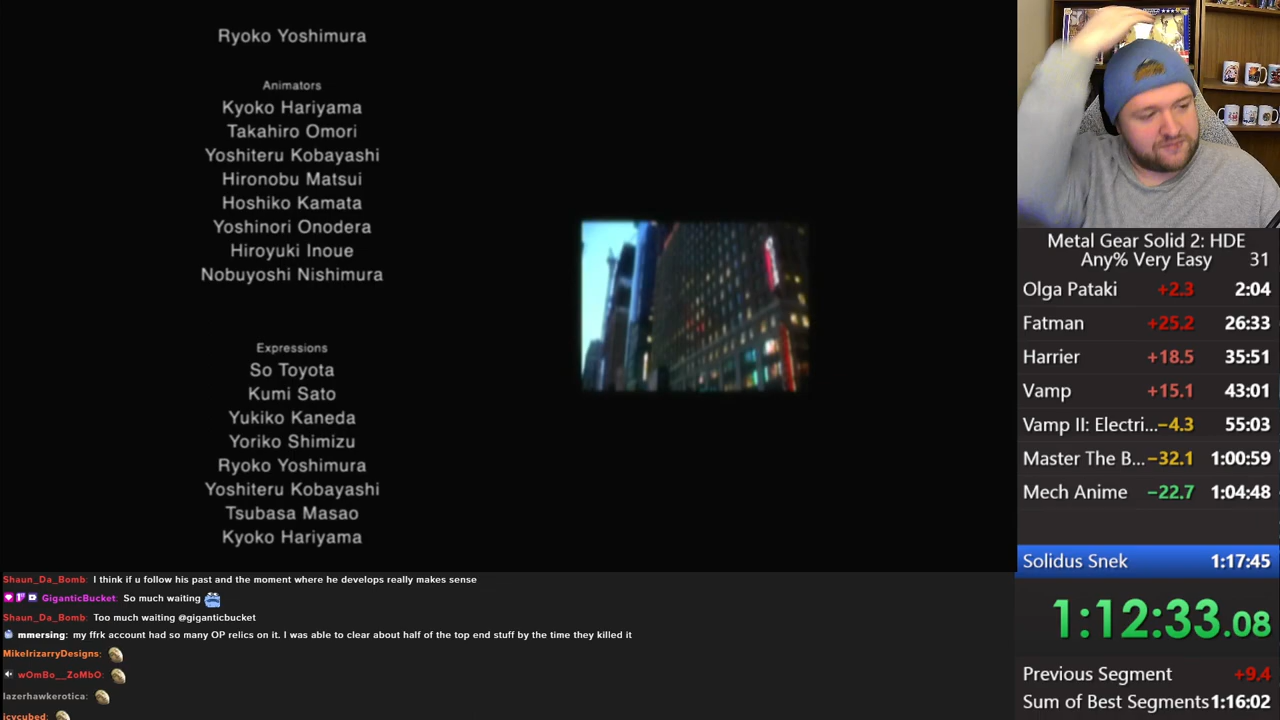 Ryoko Yoshimura
Animators
Kyoko Hariyama
Takahiro Omori
Yoshiteru Kobayashi
Hironobu Matsui
Hoshiko Kamata
Yoshinori Onodera
Hiroyuki Inoue
Nobuyoshi Nishimura
Expressions
So Toyota
Kumi Sato
Yukiko Kaneda
Yoriko Shimizu
Ryoko Yoshimura
Yoshiteru Kobayashi
Tsubasa Masao
Kyoko Hariyama
Shaun_Da_Bomb: I think if u follow his past and the moment where he develops really makes sense
GiganticBucket: So much waiting
Shaun_Da_Bomb: Too much waiting @giganticbucket
mmersing: my ffrk account had so many OP relics on it. I was able to clear about half of the top end stuff by the time they killed it
MikeIrizarryDesigns:
wOmBo__ZoMbO:
lazerhawkerotica:
icycubed:
Metal Gear Solid 2: HDE
Any% Very Easy 31
Olga Pataki +2.3 2:04
Fatman +25.2 26:33
Harrier +18.5 35:51
Vamp +15.1 43:01
Vamp II: Electri... −4.3 55:03
Master The B... −32.1 1:00:59
Mech Anime −22.7 1:04:48
Solidus Snek 1:17:45
1:12:33.08
Previous Segment +9.4
Sum of Best Segments 1:16:02